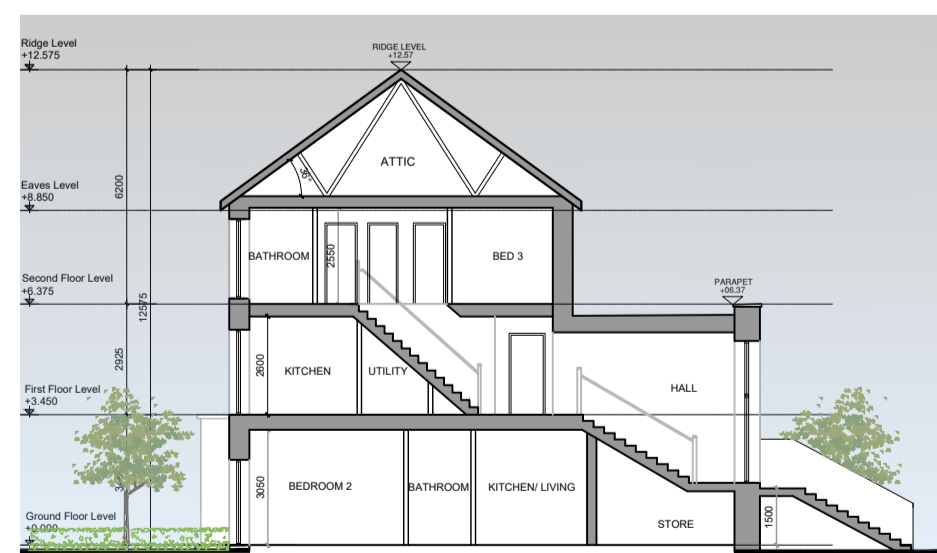 Ridge Level
+12.575
RIDGE LEVEL
+12.57
ATTIC
36°
Eaves Level
+8.850
6200
BATHROOM
2550
BED 3
Second Floor Level
+6.375
12575
PARAPET
+06.37
2925
2600
KITCHEN
UTILITY
HALL
First Floor Level
+3.450
3050
BEDROOM 2
BATHROOM
KITCHEN/ LIVING
STORE
1500
Ground Floor Level
+0.000